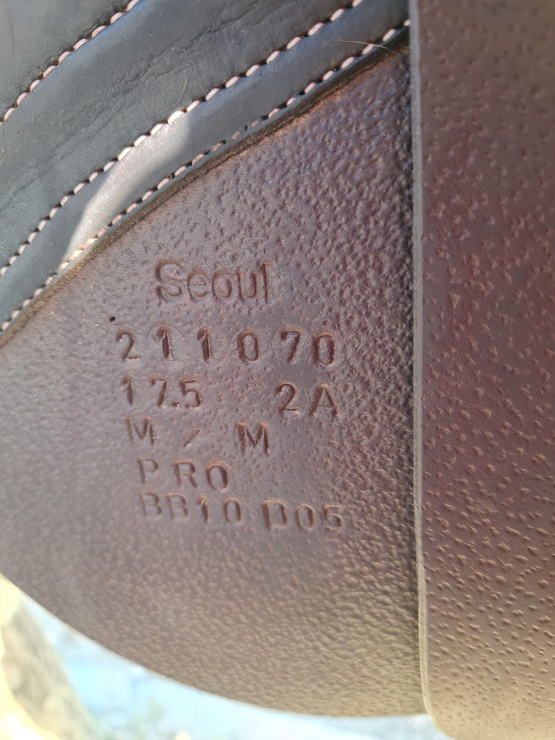 Seoul
211070
17.5 2A
M / M
PRO
BB10 D05